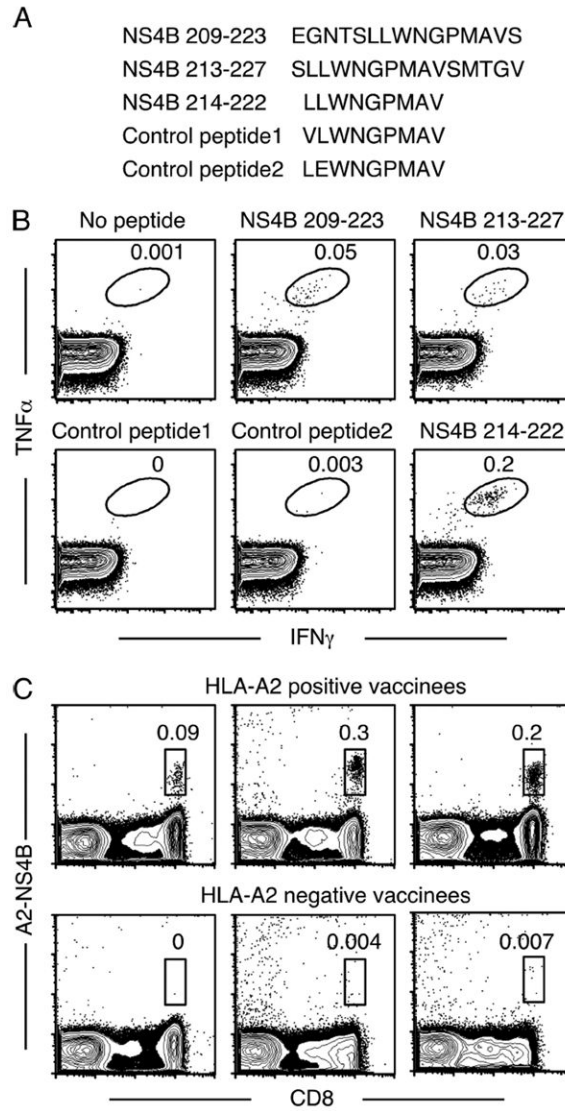 A
NS4B 209-223 EGNTSLLWNGPMAVS
NS4B 213-227 SLLWNGPMAVSMTGV
NS4B 214-222 LLWNGPMAV
Control peptide1 VLWNGPMAV
Control peptide2 LEWNGPMAV
B
No peptide NS4B 209-223 NS4B 213-227
0.001 0.05 0.03
Control peptide1 Control peptide2 NS4B 214-222
0 0.003 0.2
TNFα
IFNγ
C
HLA-A2 positive vaccinees
0.09 0.3 0.2
HLA-A2 negative vaccinees
0 0.004 0.007
A2-NS4B
CD8